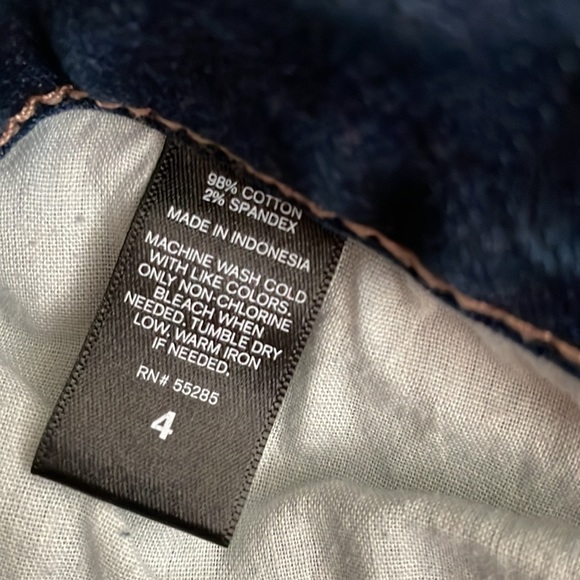 98% COTTON
2% SPANDEX
MADE IN INDONESIA
MACHINE WASH COLD
WITH LIKE COLORS.
ONLY NON-CHLORINE
BLEACH WHEN
NEEDED. TUMBLE DRY
LOW. WARM IRON
IF NEEDED.
RN# 55285
4